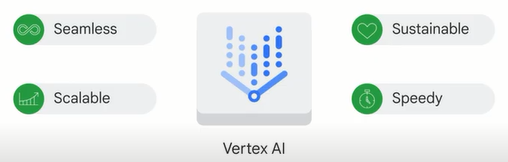 Seamless
Sustainable
Scalable
Speedy
Vertex AI